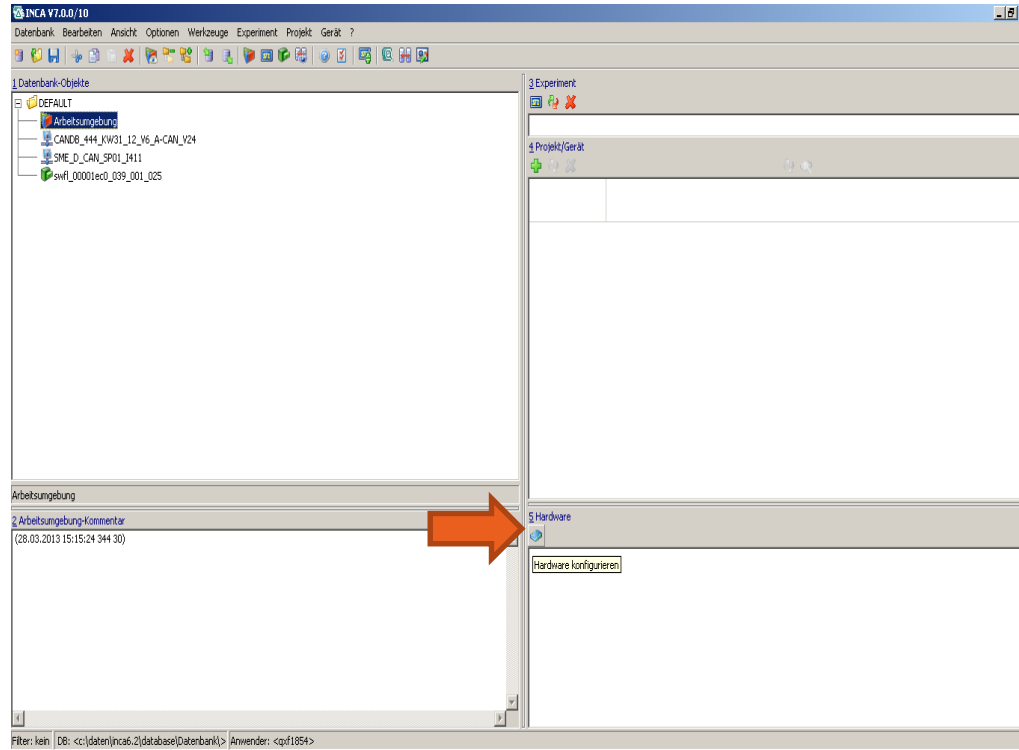 INCA V7.0.0/10
Datenbank Bearbeiten Ansicht Optionen Werkzeuge Experiment Projekt Gerät ?
1 Datenbank-Objekte
DEFAULT
Arbeitsumgebung
CANDB_444_KW31_12_V6_A-CAN_V24
SME_D_CAN_SP01_I411
swfl_00001ec0_039_001_025
Arbeitsumgebung
2 Arbeitsumgebung-Kommentar
(28.03.2013 15:15:24 344 30)
3 Experiment
4 Projekt/Gerät
5 Hardware
Hardware konfigurieren
Filter: kein DB: <c:\daten\inca6.2\database\Datenbank\> Anwender: <qxf1854>